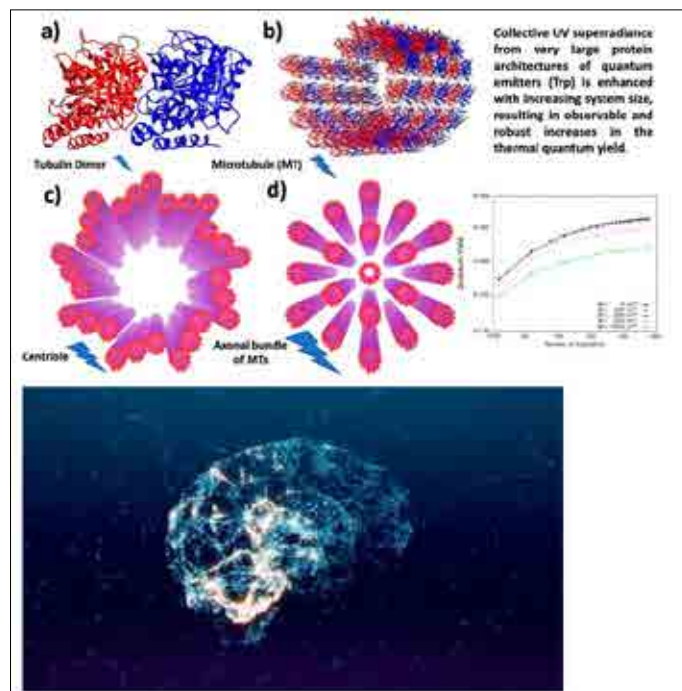 a)
b)
Collective UV superradiance
from very large protein
architectures of quantum
emitters (Trp) is enhanced
with increasing system size,
resulting in observable and
robust increases in the
thermal quantum yield.
Tubulin Dimer
Microtubule (MT)
c)
d)
Quantum Yield
Centriole
Axonal bundle
of MTs